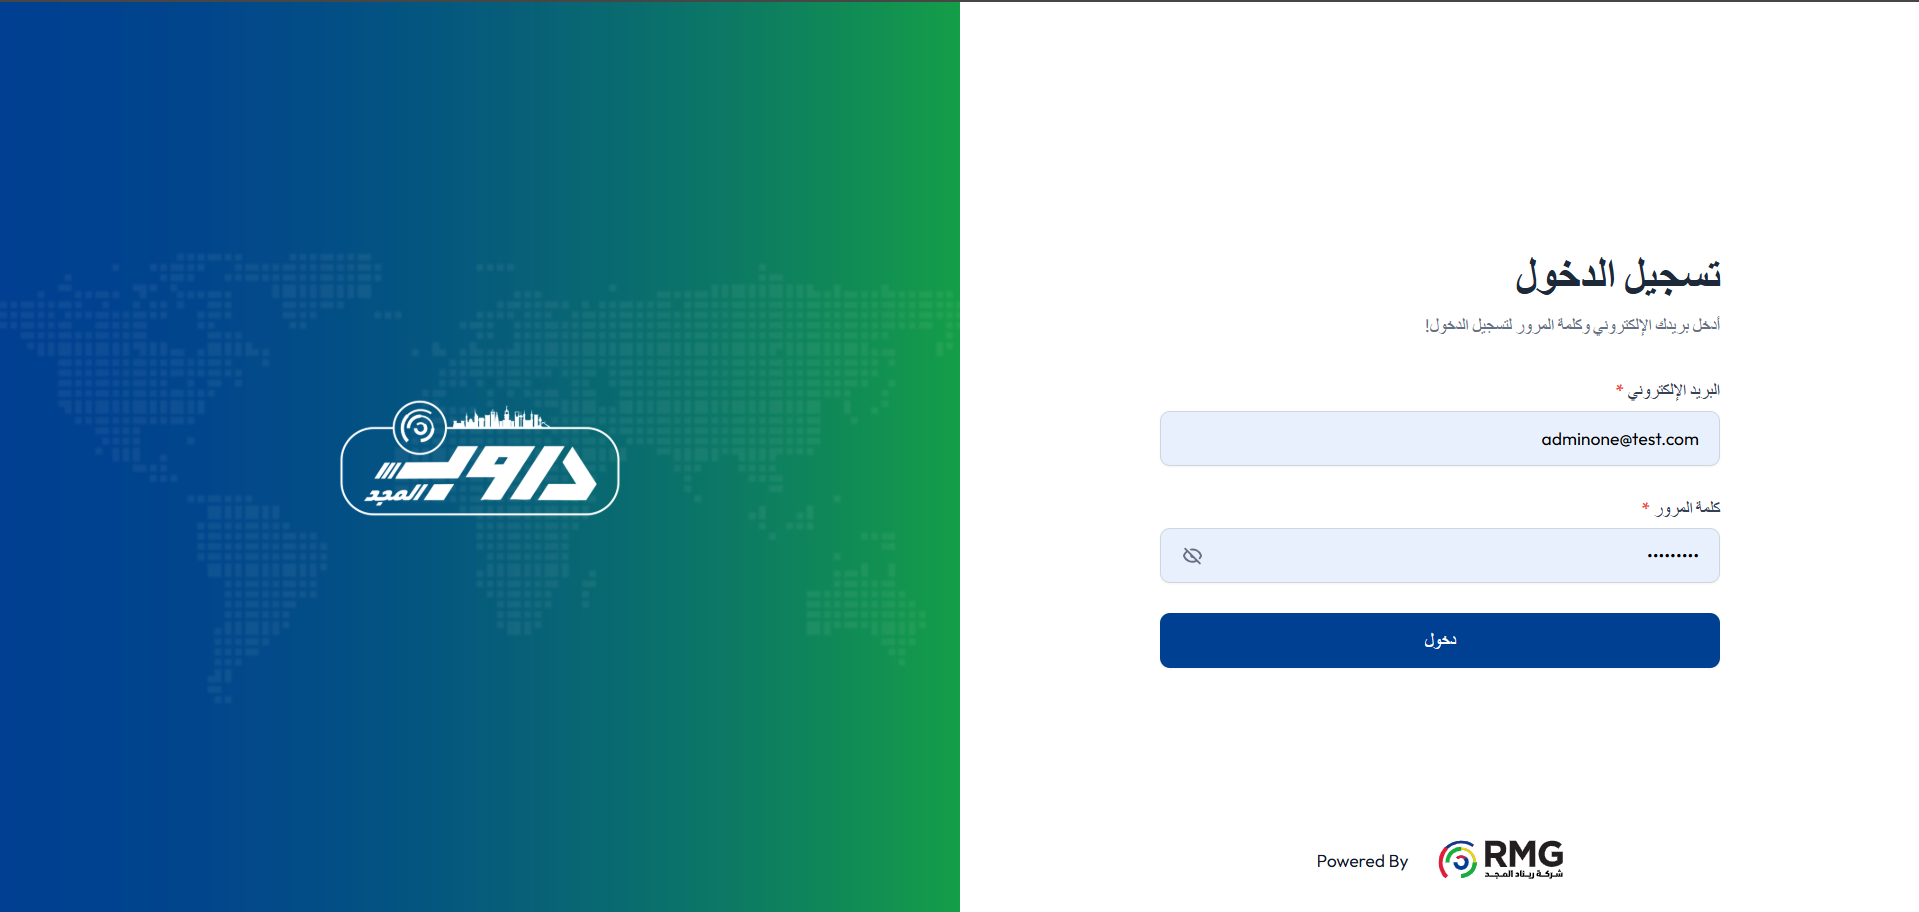 دروب
المجد
تسجيل الدخول
أدخل بريدك الإلكتروني وكلمة المرور لتسجيل الدخول!
البريد الإلكتروني *
adminone@test.com
كلمة المرور *
•••••••••
دخول
Powered By
RMG
شركة ريناد المجد